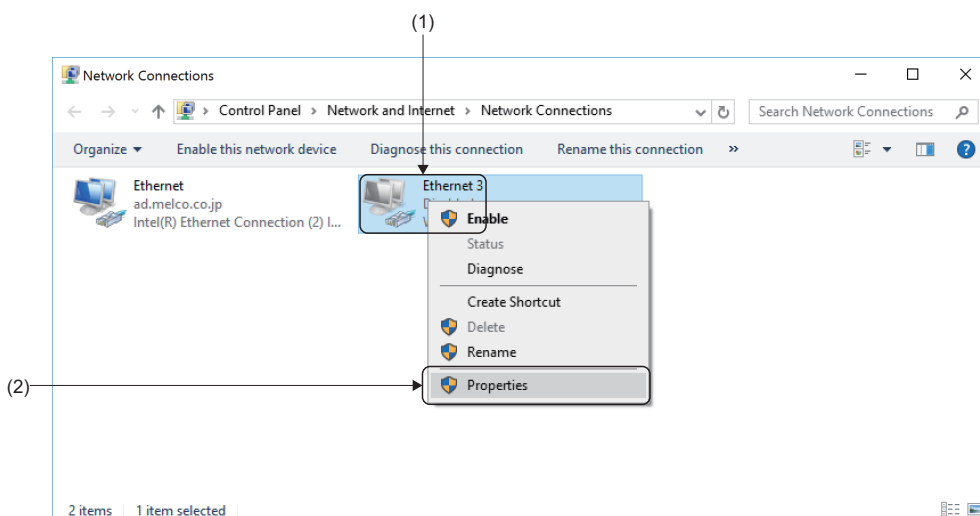 (1)
Network Connections
Control Panel > Network and Internet > Network Connections
Search Network Connections
Organize Enable this network device Diagnose this connection Rename this connection »
?
Ethernet
ad.melco.co.jp
Intel(R) Ethernet Connection (2) I...
Ethernet 3
Enable
Status
Diagnose
Create Shortcut
Delete
Rename
(2)
Properties
2 items 1 item selected